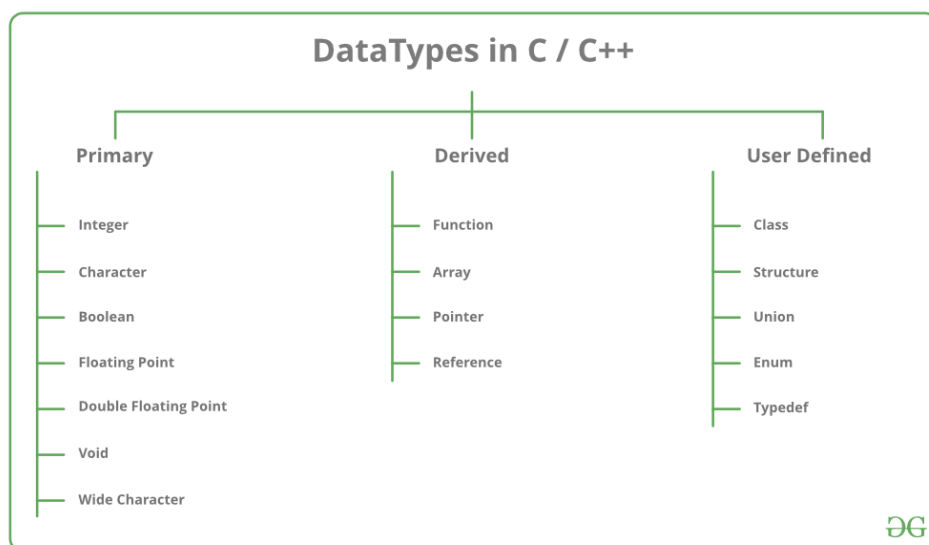 DataTypes in C / C++
Primary
Integer
Character
Boolean
Floating Point
Double Floating Point
Void
Wide Character
Derived
Function
Array
Pointer
Reference
User Defined
Class
Structure
Union
Enum
Typedef